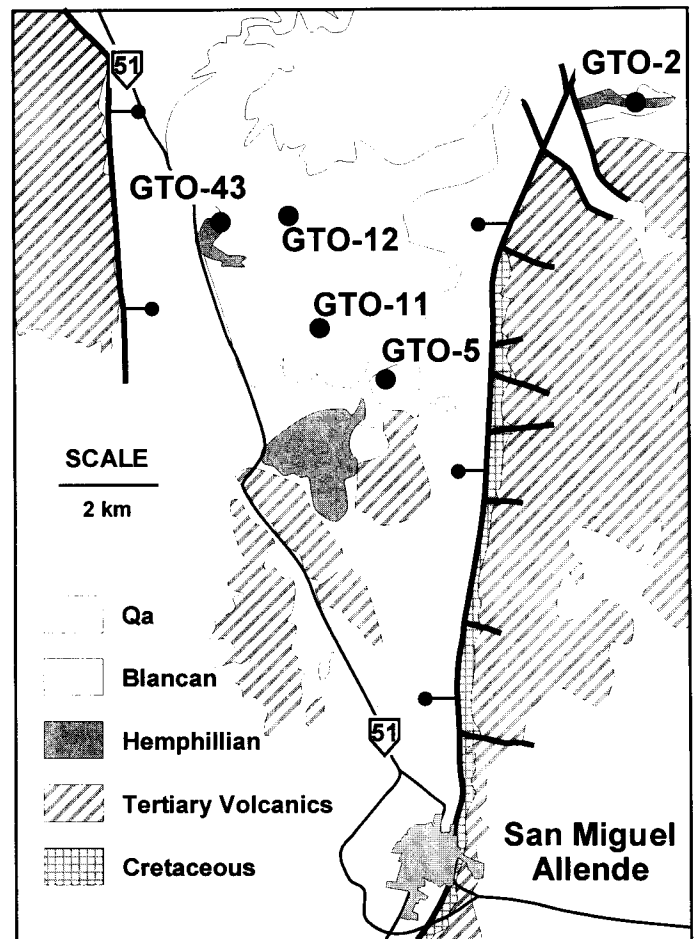 51
GTO-2
GTO-43
GTO-12
GTO-11
GTO-5
SCALE
2 km
Qa
Blancan
Hemphillian
Tertiary Volcanics
Cretaceous
51
San Miguel
Allende